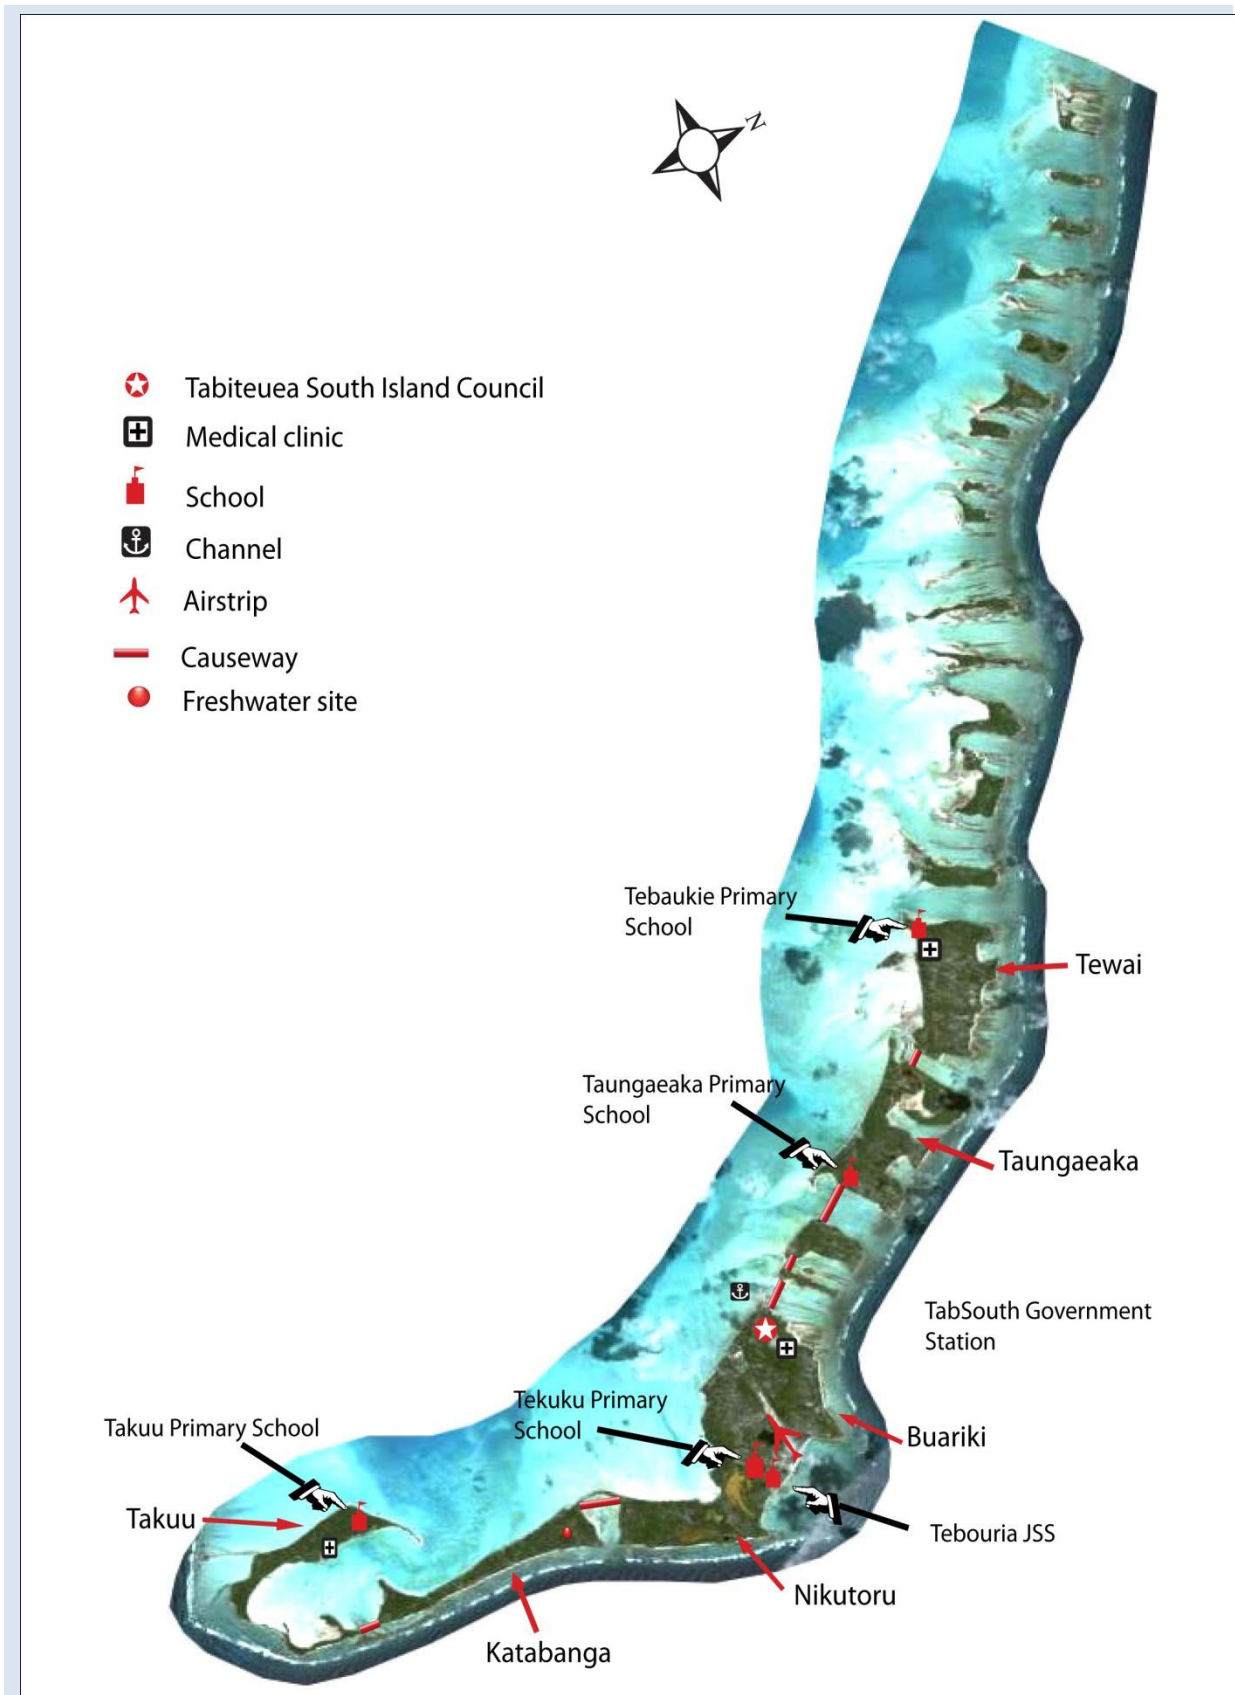 N
Tabiteuea South Island Council
Medical clinic
School
Channel
Airstrip
Causeway
Freshwater site
Tebaukie Primary
School
Tewai
Taungaeaka Primary
School
Taungaeaka
TabSouth Government
Station
Tekuku Primary
School
Buariki
Takuu Primary School
Takuu
Tebouria JSS
Nikutoru
Katabanga